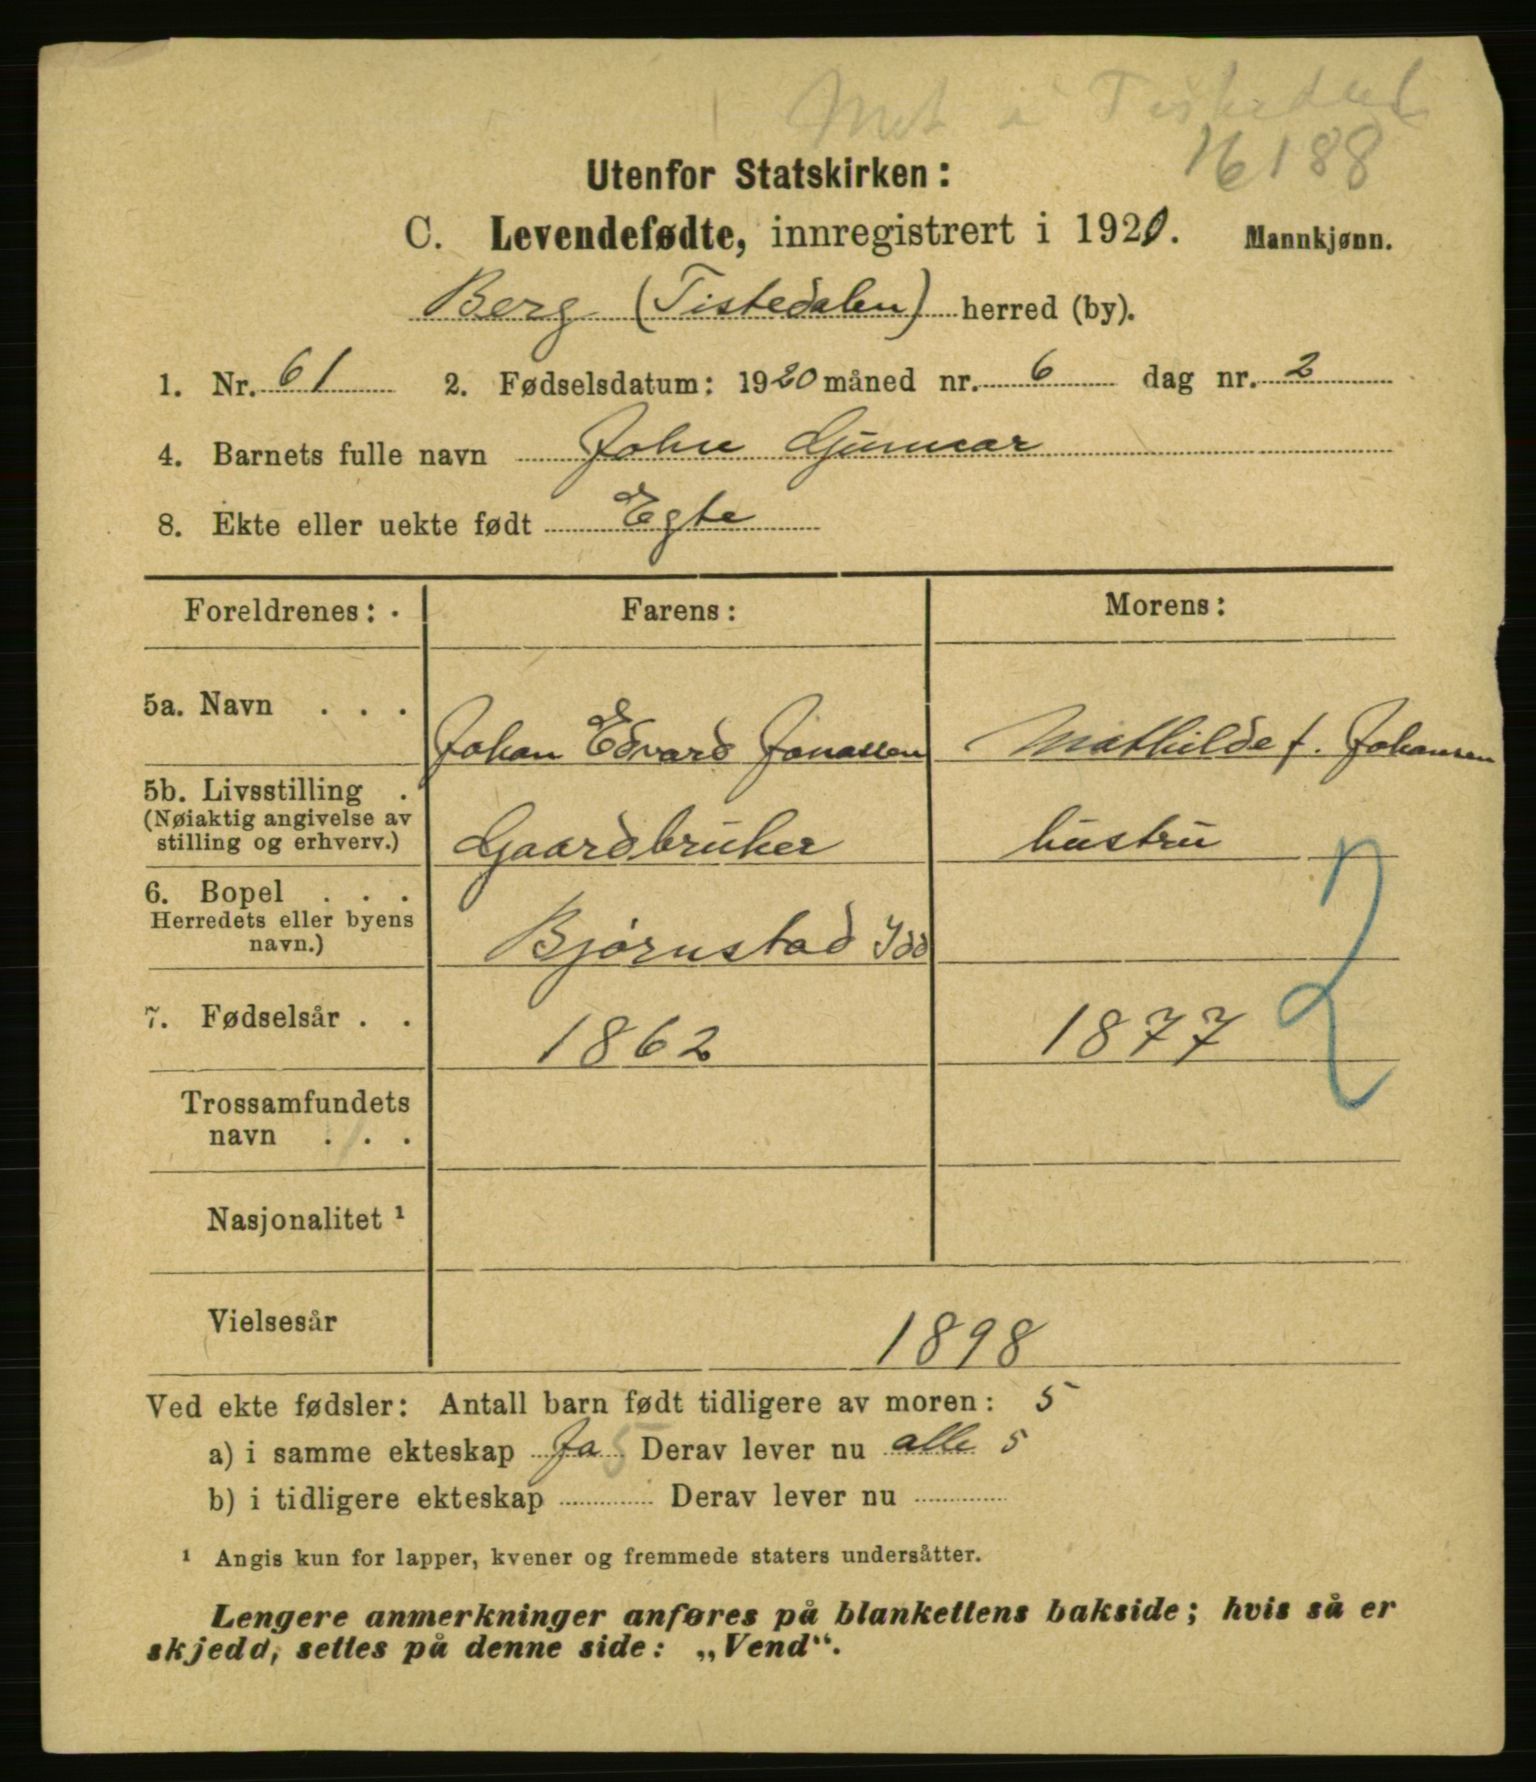 Met i Tistedal
16188
Utenfor Statskirken:
C. Levendefødte, innregistrert i 1920. Mannkjønn.
Berg (Tistedalen) herred (by).
1. Nr. 61 2. Fødselsdatum: 1920 måned nr. 6 dag nr. 2
4. Barnets fulle navn John Gunnar
8. Ekte eller uekte født Egte
Foreldrenes: Farens: Morens:
5a. Navn . . . Johan Edvard Jonassen Mathilde f. Johansen
5b. Livsstilling .
(Nøiaktig angivelse av
stilling og erhverv.) Gaardbruker hustru
6. Bopel . . .
Herredets eller byens
navn.) Bjørnstad Idd
2
7. Fødselsår . . 1862 1877
Trossamfundets
navn . . .
Nasjonalitet ¹
Vielsesår 1898
Ved ekte fødsler: Antall barn født tidligere av moren: 5
a) i samme ekteskap Ja 5 Derav lever nu alle 5
b) i tidligere ekteskap Derav lever nu
¹ Angis kun for lapper, kvener og fremmede staters undersåtter.
Lengere anmerkninger anføres på blankettens bakside; hvis så er
skjedd, settes på denne side: „Vend“.